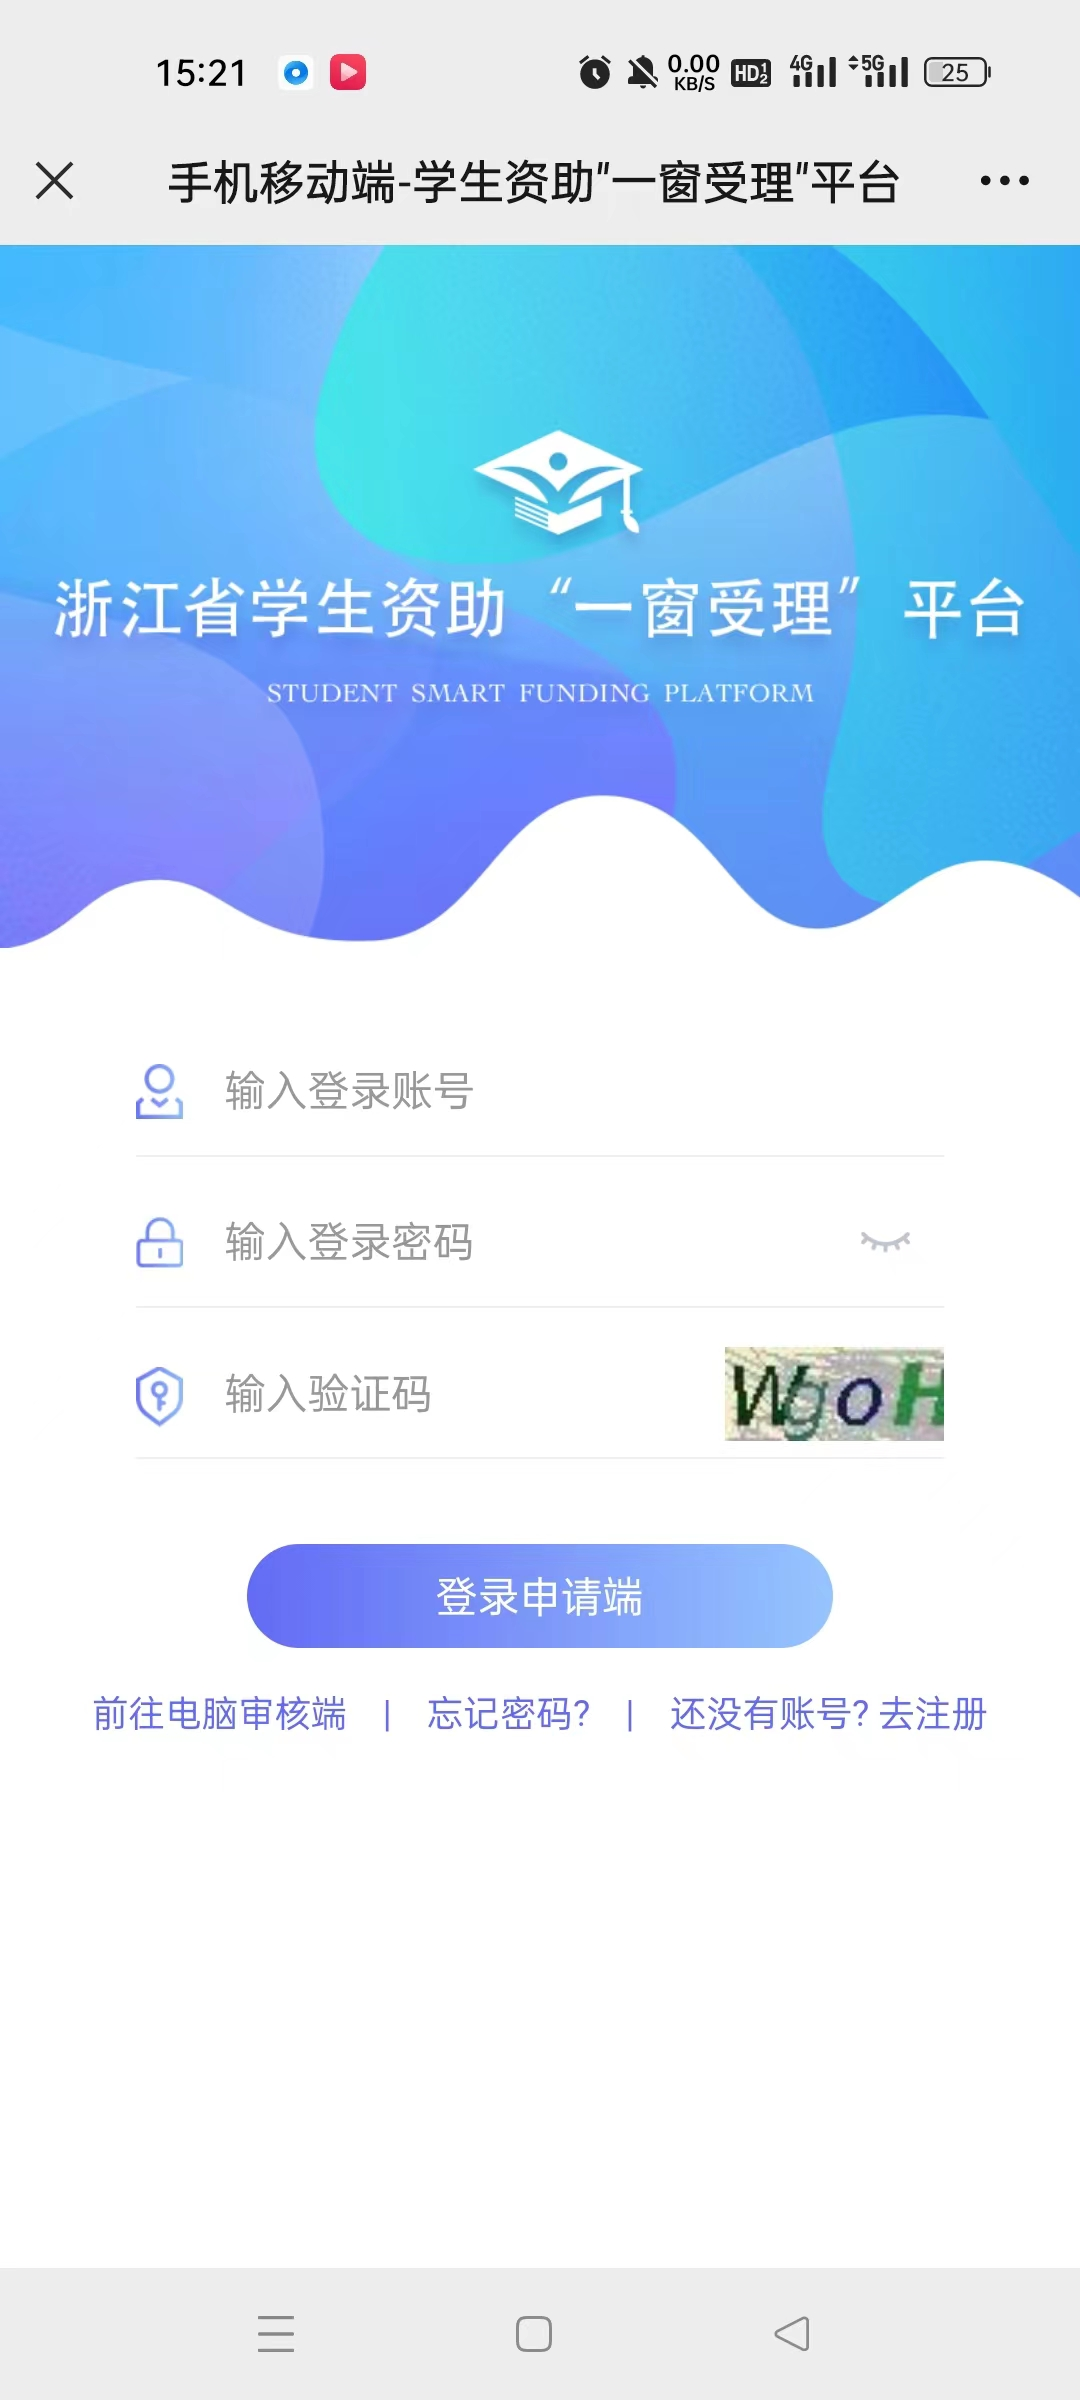 15:21
0.00 KB/S HD 1 2 4G 5G 25
手机移动端-学生资助"一窗受理"平台
浙江省学生资助“一窗受理”平台
STUDENT SMART FUNDING PLATFORM
输入登录账号
输入登录密码
输入验证码 WgoH
登录申请端
前往电脑审核端 | 忘记密码? | 还没有账号? 去注册